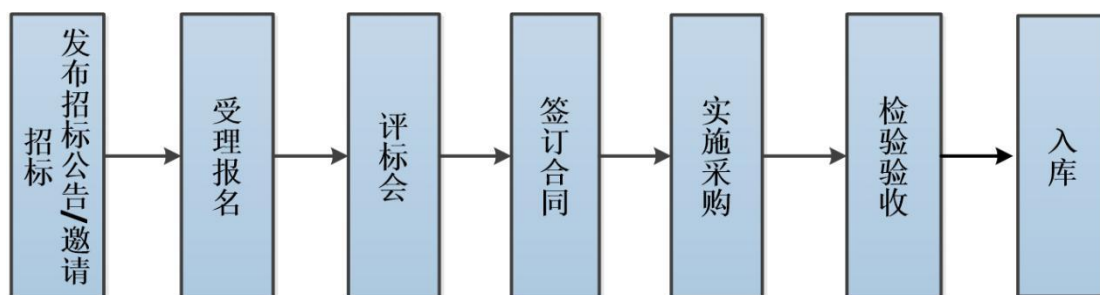 发布招标公告/邀请
招标
受理报名
评标会
签订合同
实施采购
检验验收
入库